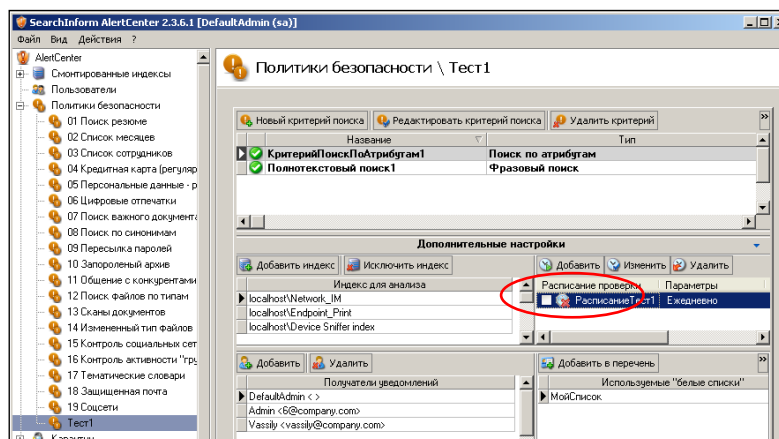 SearchInform AlertCenter 2.3.6.1 [DefaultAdmin (sa)]
Файл Вид Действия ?
AlertCenter
Смонтированные индексы
Пользователи
Политики безопасности
01 Поиск резюме
02 Список месяцев
03 Список сотрудников
04 Кредитная карта (регуляр
05 Персональные данные - р
06 Цифровые отпечатки
07 Поиск важного документа
08 Поиск по синонимам
09 Пересылка паролей
10 Запороленый архив
11 Общение с конкурентами
12 Поиск файлов по типам
13 Сканы документов
14 Измененный тип файлов
15 Контроль социальных сет
16 Контроль активности "гру
17 Тематические словари
18 Защищенная почта
19 Соцсети
Тест1
Карантин
Политики безопасности \ Тест1
Новый критерий поиска Редактировать критерий поиска Удалить критерий »
Название Тип
КритерийПоискПоАтрибутам1 Поиск по атрибутам
Полнотекстовый поиск1 Фразовый поиск
Дополнительные настройки
Добавить индекс Исключить индекс
Индекс для анализа
localhost\Network_IM
localhost\Endpoint_Print
localhost\Device Sniffer index
Добавить Изменить Удалить
Расписание проверки Параметры
РасписаниеТест1 Ежедневно
Добавить Удалить
Получатели уведомлений
DefaultAdmin < >
Admin <6@company.com>
Vassily <vassily@company.com>
Добавить в перечень »
Используемые "белые списки"
МойСписок